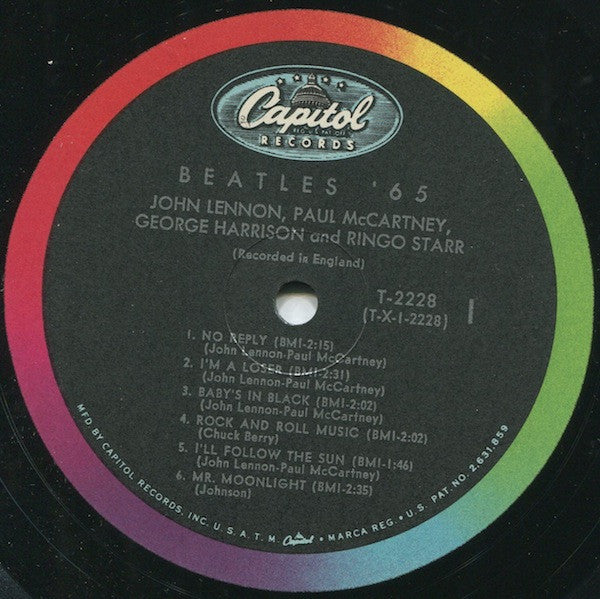 Capitol
REG. U.S. PAT. OFF.
RECORDS
BEATLES '65
JOHN LENNON, PAUL McCARTNEY,
GEORGE HARRISON and RINGO STARR
(Recorded in England)
T-2228
(T-X-1-2228)
1
1. NO REPLY (BMI-2:15)
(John Lennon-Paul McCartney)
2. I'M A LOSER (BMI-2:31)
(John Lennon-Paul McCartney)
3. BABY'S IN BLACK (BMI-2:02)
(John Lennon-Paul McCartney)
4. ROCK AND ROLL MUSIC (BMI-2:02)
(Chuck Berry)
5. I'LL FOLLOW THE SUN (BMI-1:46)
(John Lennon-Paul McCartney)
6. MR. MOONLIGHT (BMI-2:35)
(Johnson)
MFD. BY CAPITOL RECORDS, INC. U.S.A. T.M. Capitol MARCA REG. • U.S. PAT. NO. 2,631,859